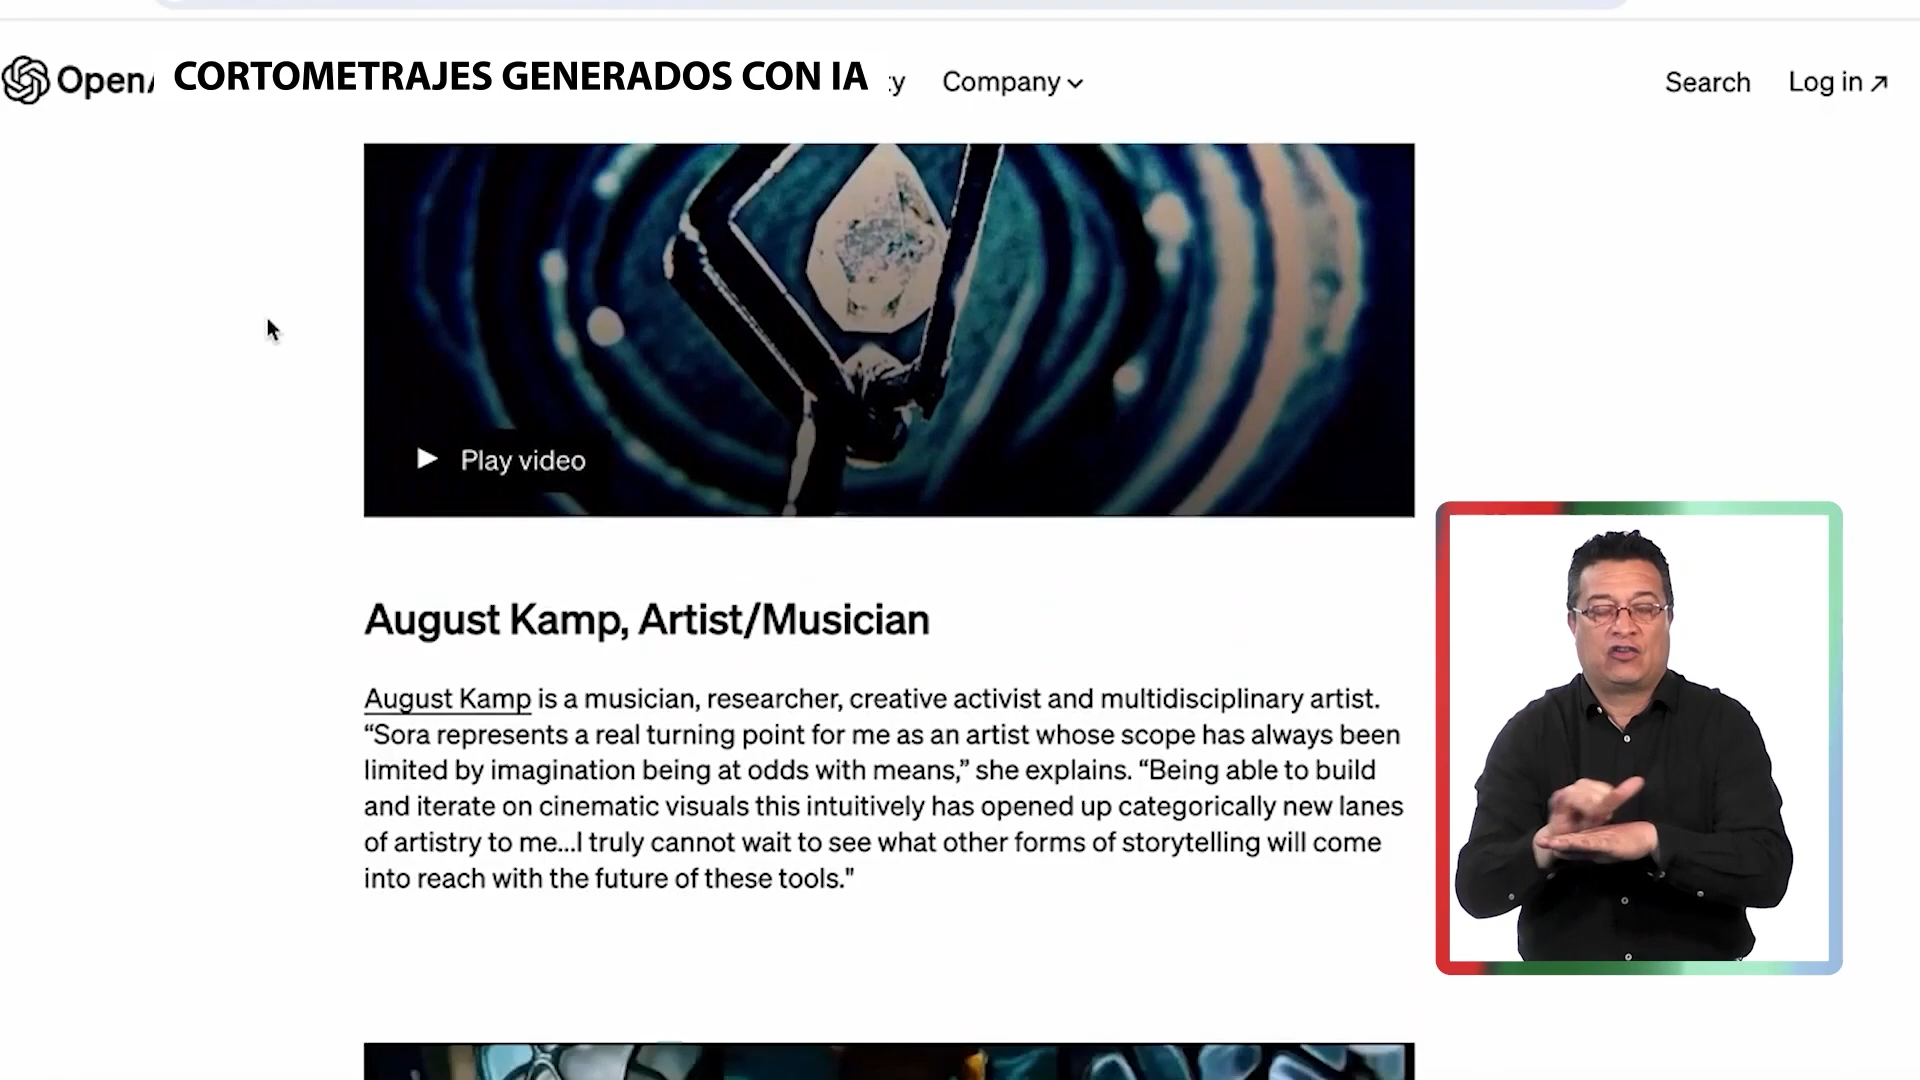 Open
CORTOMETRAJES GENERADOS CON IA
Company
Search
Log in ↗
Play video
August Kamp, Artist/Musician
August Kamp is a musician, researcher, creative activist and multidisciplinary artist.
“Sora represents a real turning point for me as an artist whose scope has always been
limited by imagination being at odds with means,” she explains. “Being able to build
and iterate on cinematic visuals this intuitively has opened up categorically new lanes
of artistry to me...I truly cannot wait to see what other forms of storytelling will come
into reach with the future of these tools."